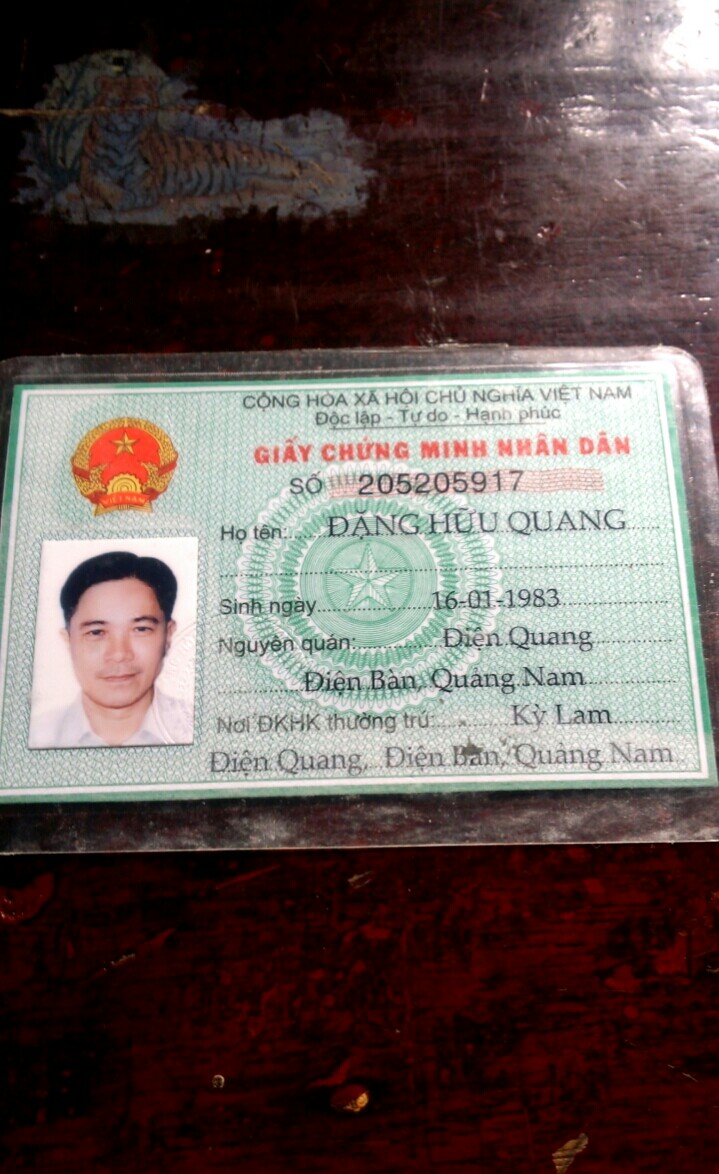 CỘNG HÒA XÃ HỘI CHỦ NGHĨA VIỆT NAM
Độc lập - Tự do - Hạnh phúc
GIẤY CHỨNG MINH NHÂN DÂN
SỐ 205205917
VIỆT NAM
Họ tên: ĐẶNG HỮU QUANG
Sinh ngày 16-01-1983
Nguyên quán: Điện Quang
Điện Bàn, Quảng Nam
Nơi ĐKHK thường trú: Kỳ Lam
Điện Quang, Điện Bàn, Quảng Nam